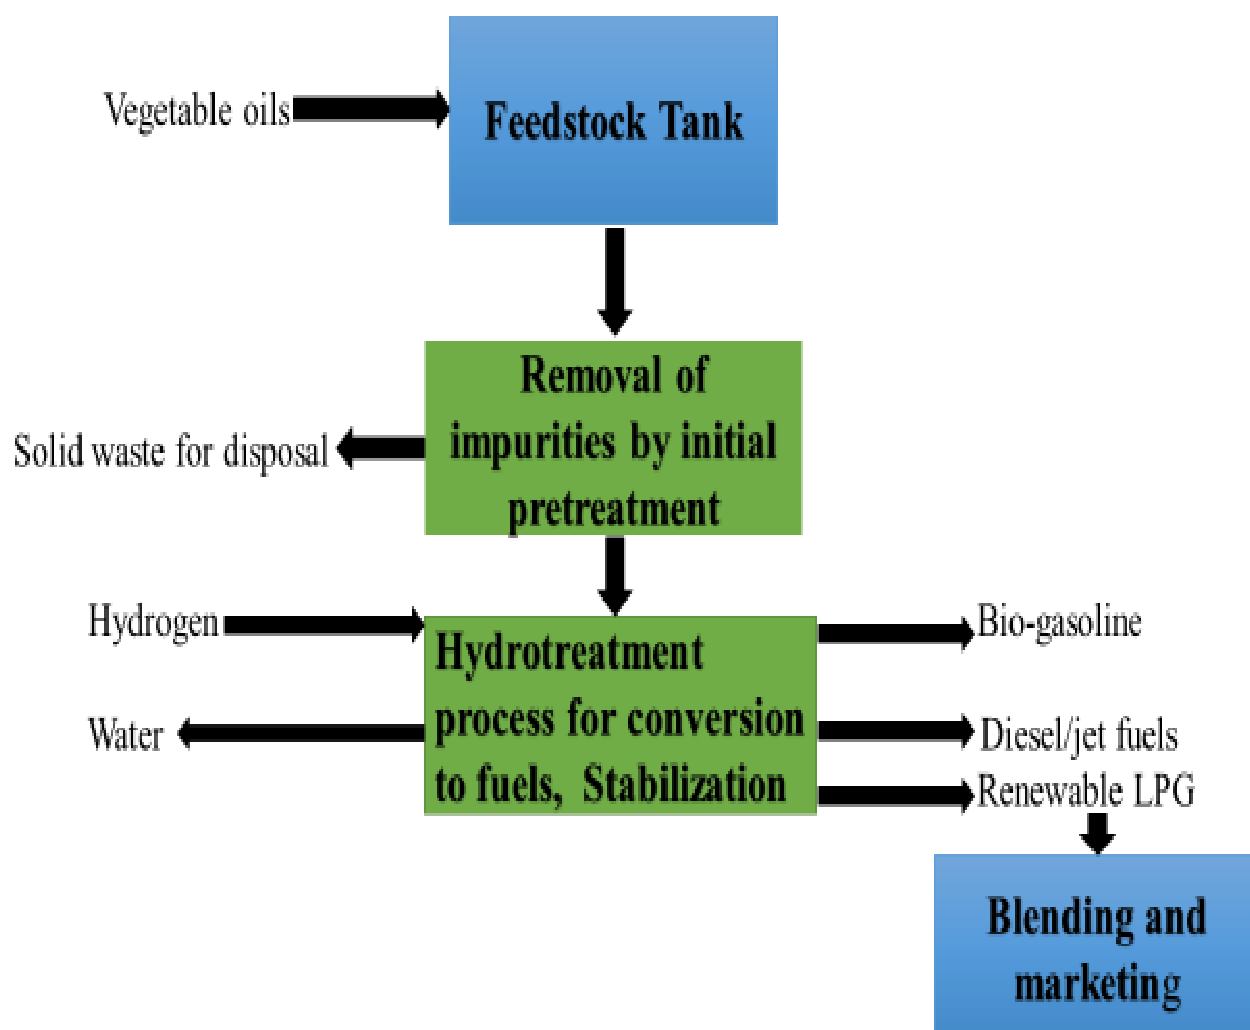 Vegetable oils
Feedstock Tank
Removal of
impurities by initial
pretreatment
Solid waste for disposal
Hydrogen
Hydrotreatment
process for conversion
to fuels, Stabilization
Water
Bio-gasoline
Diesel/jet fuels
Renewable LPG
Blending and
marketing